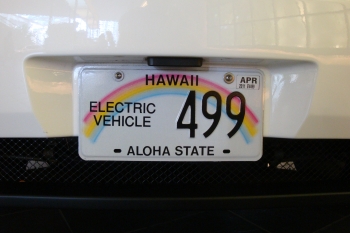 HAWAII
APR
ELECTRIC
VEHICLE
499
ALOHA STATE